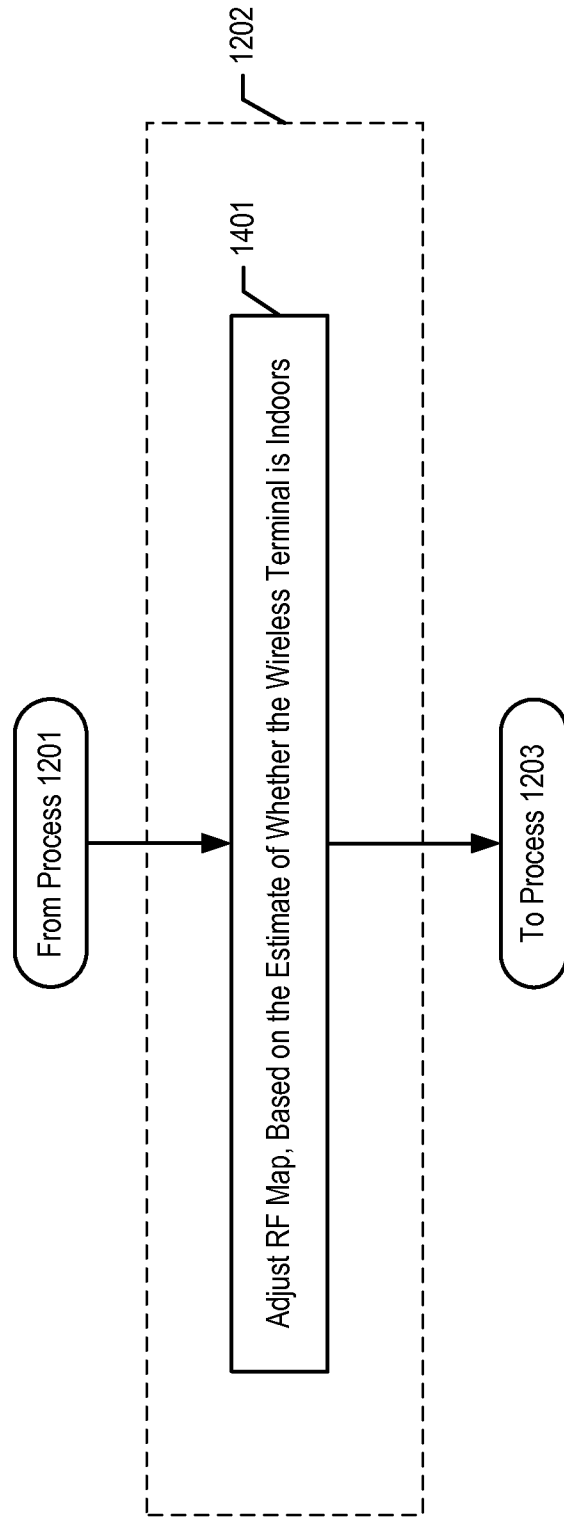 From Process 1201
1202
1401
Adjust RF Map, Based on the Estimate of Whether the Wireless Terminal is Indoors
To Process 1203